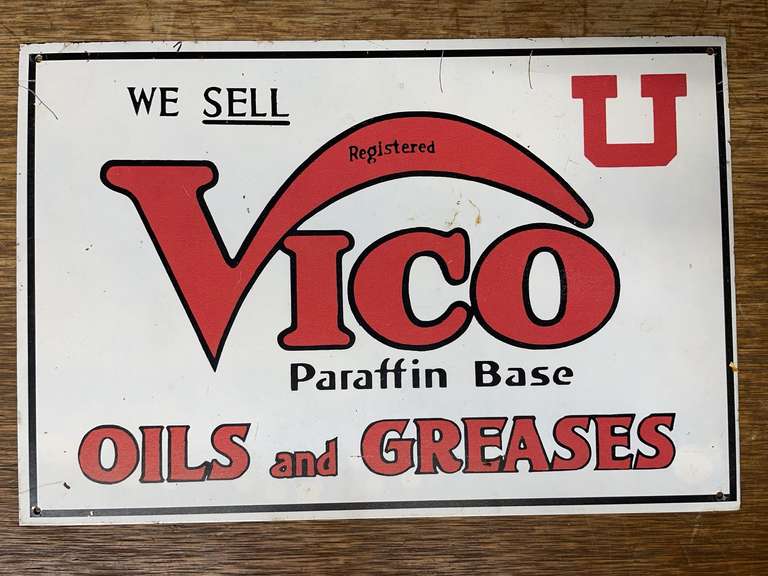 WE SELL
U
Registered
VICO
Paraffin Base
OILS and GREASES